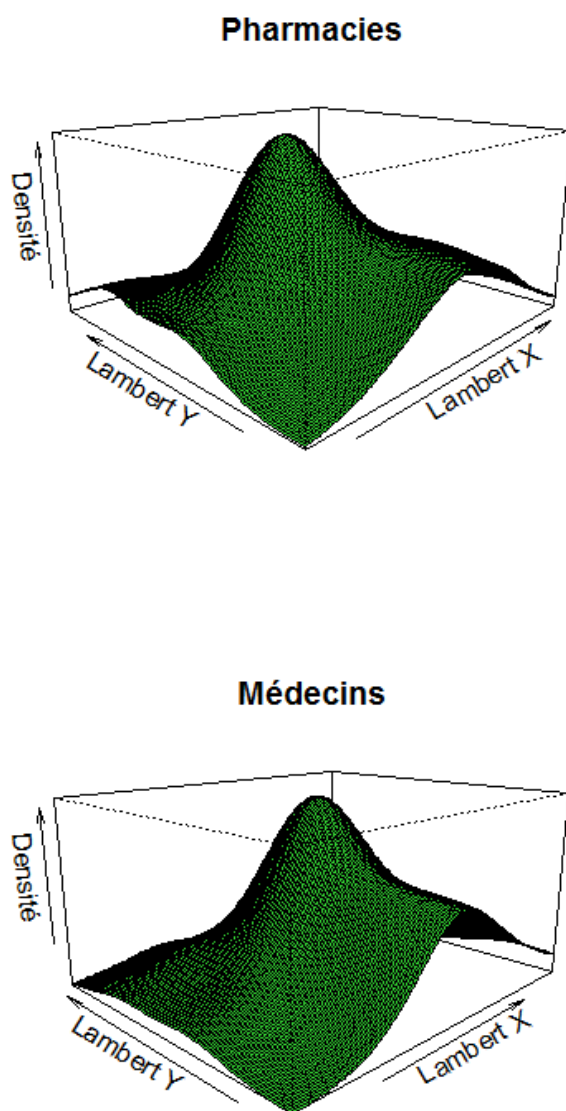 Pharmacies
Densité
Lambert Y
Lambert X
Médecins
Densité
Lambert Y
Lambert X